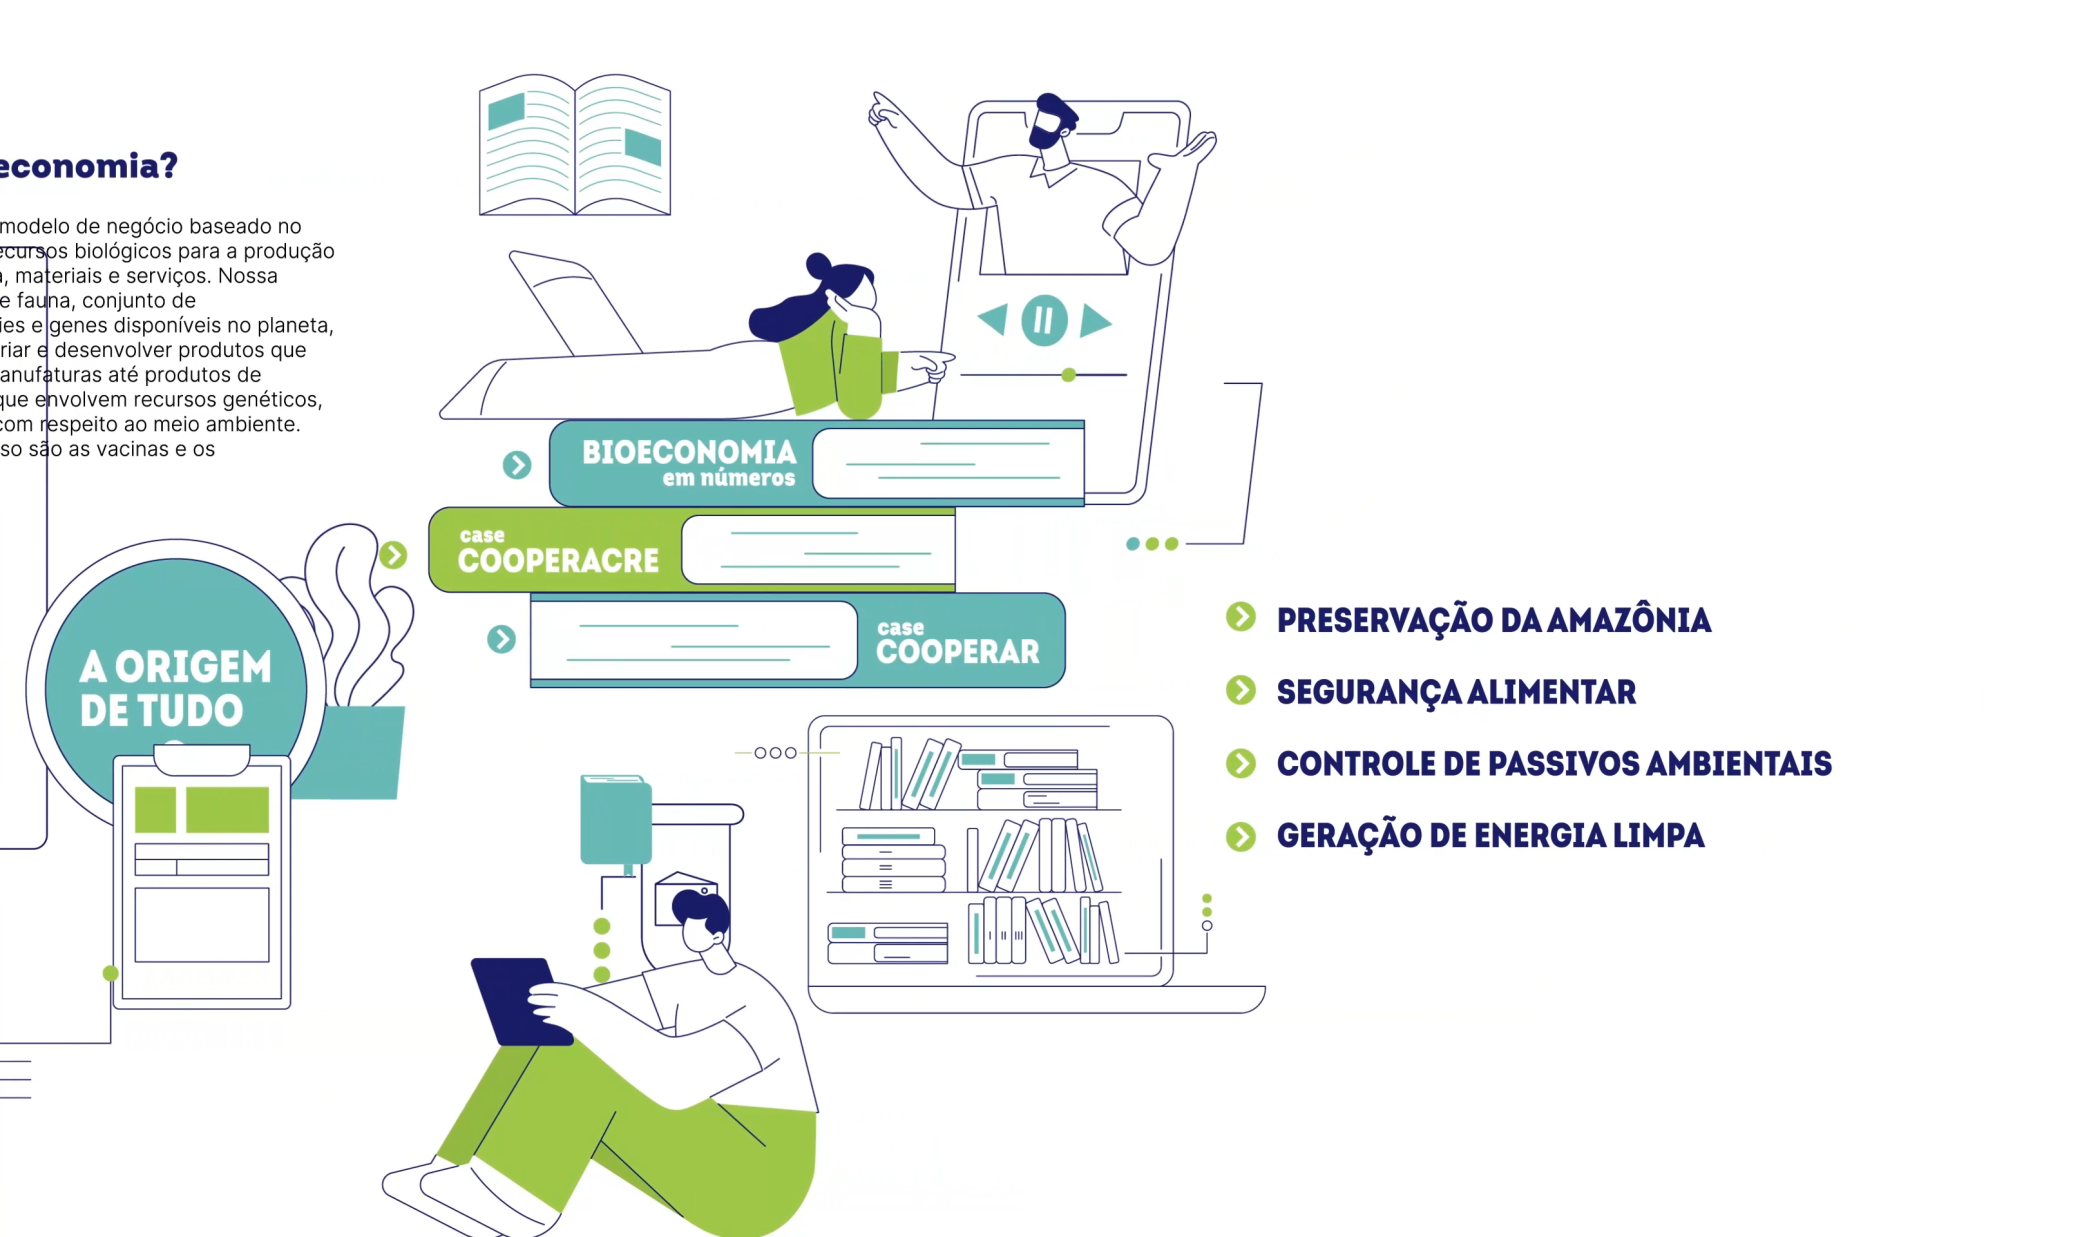 economia?
modelo de negócio baseado no
ecursos biológicos para a produção
a, materiais e serviços. Nossa
e fauna, conjunto de
ies e genes disponíveis no planeta,
riar e desenvolver produtos que
anufaturas até produtos de
que envolvem recursos genéticos,
com respeito ao meio ambiente.
so são as vacinas e os
A ORIGEM
DE TUDO
BIOECONOMIA
em números
case
COOPERACRE
case
COOPERAR
PRESERVAÇÃO DA AMAZÔNIA
SEGURANÇA ALIMENTAR
CONTROLE DE PASSIVOS AMBIENTAIS
GERAÇÃO DE ENERGIA LIMPA